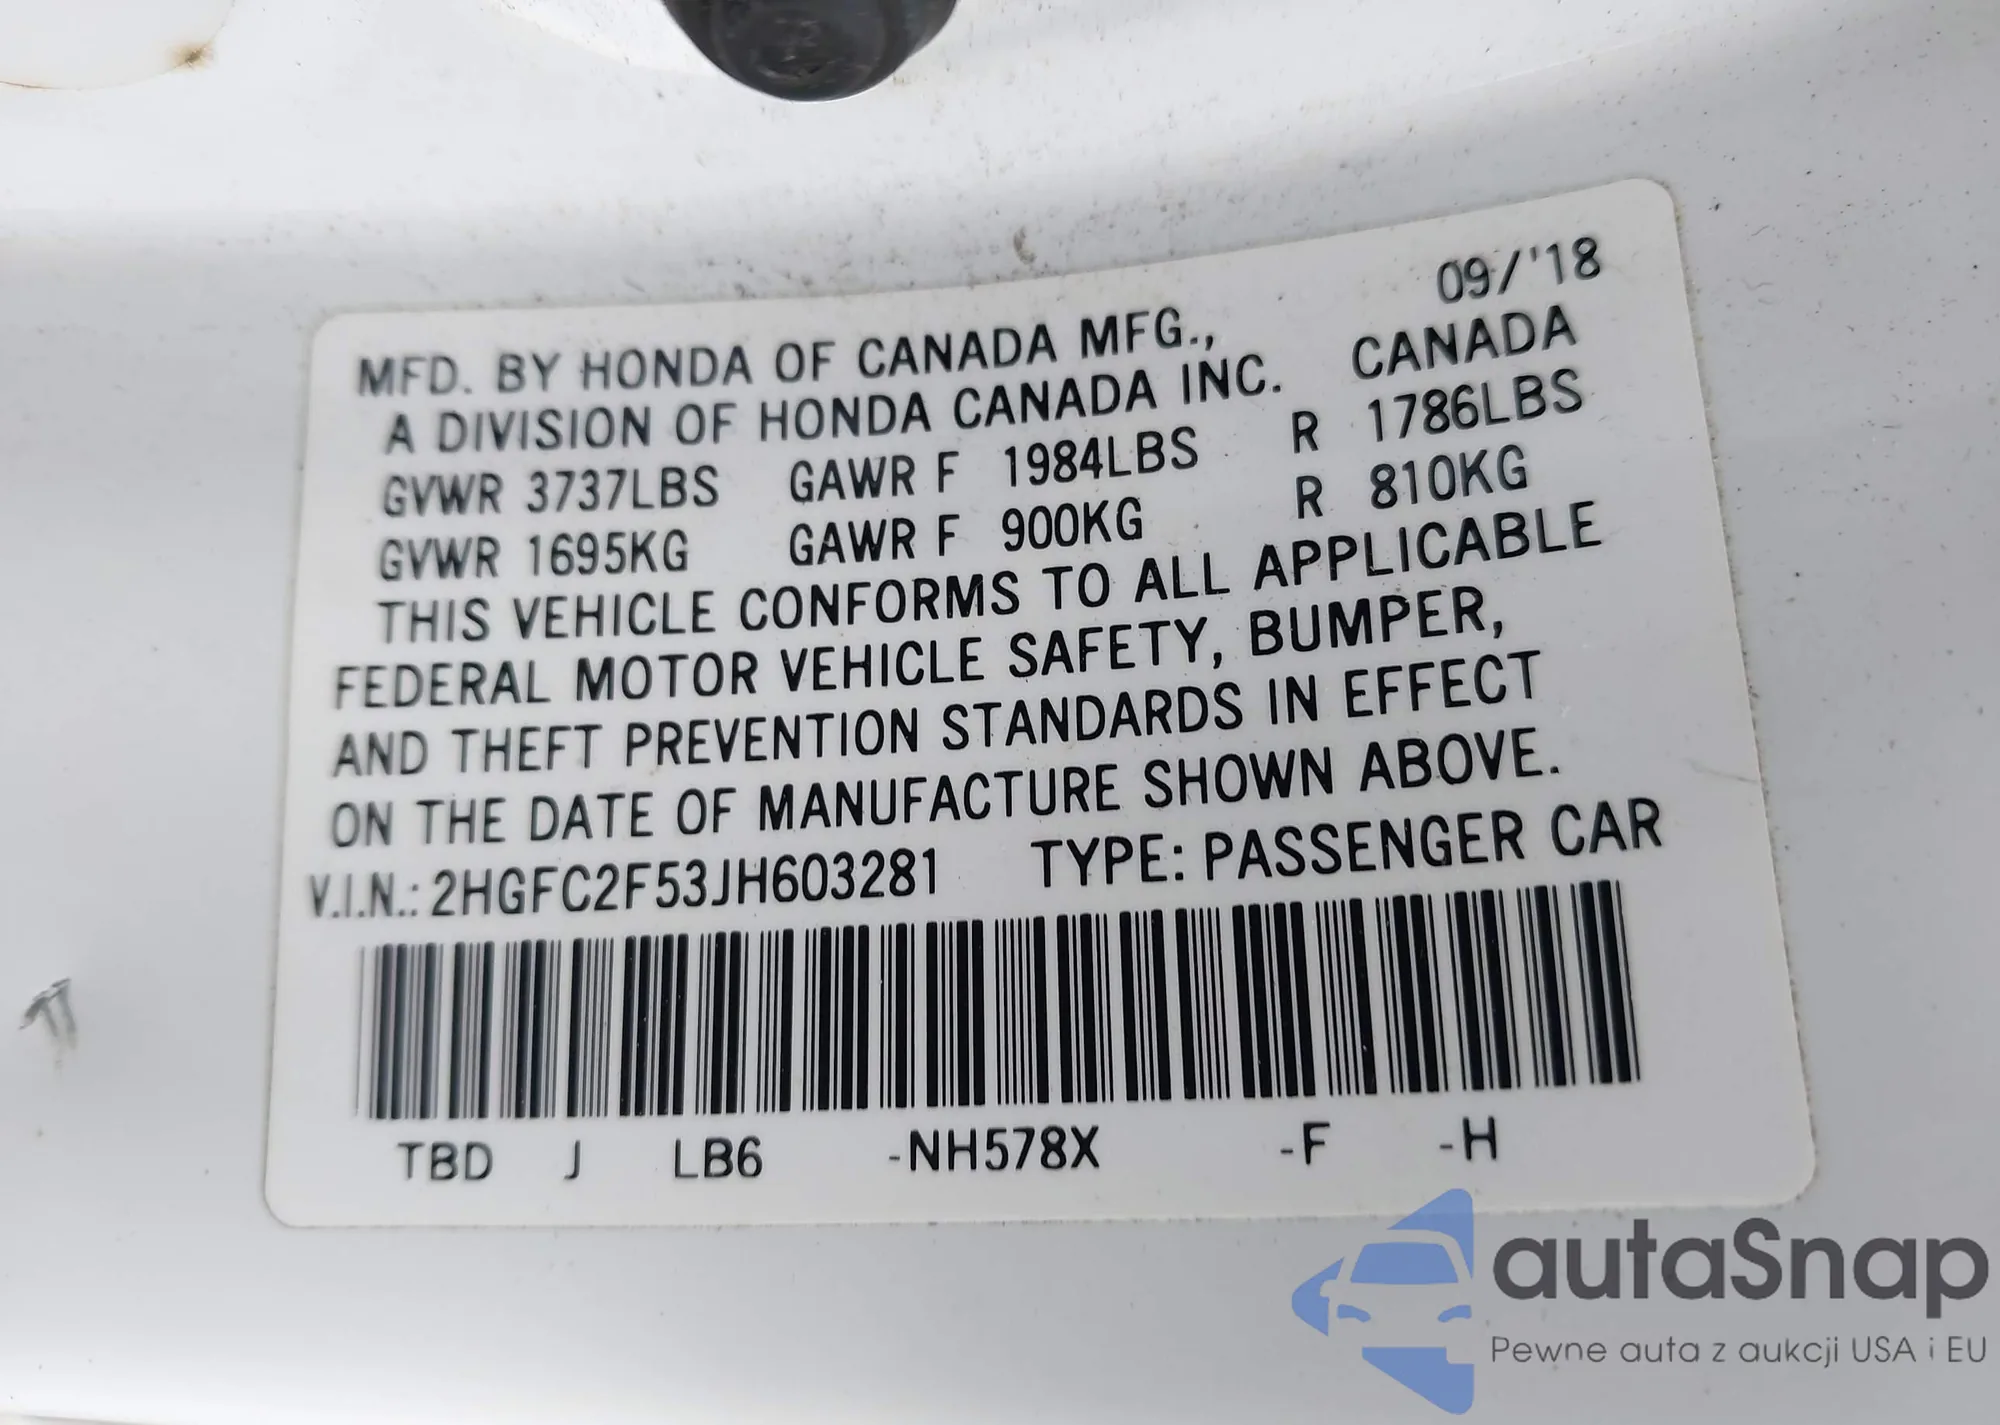 09/'18
MFD. BY HONDA OF CANADA MFG.,
A DIVISION OF HONDA CANADA INC. CANADA
GVWR 3737LBS GAWR F 1984LBS R 1786LBS
GVWR 1695KG GAWR F 900KG R 810KG
THIS VEHICLE CONFORMS TO ALL APPLICABLE
FEDERAL MOTOR VEHICLE SAFETY, BUMPER,
AND THEFT PREVENTION STANDARDS IN EFFECT
ON THE DATE OF MANUFACTURE SHOWN ABOVE.
V.I.N.: 2HGFC2F53JH603281 TYPE: PASSENGER CAR
TBD J LB6 -NH578X -F -H
autaSnap
Pewne auta z aukcji USA i EU